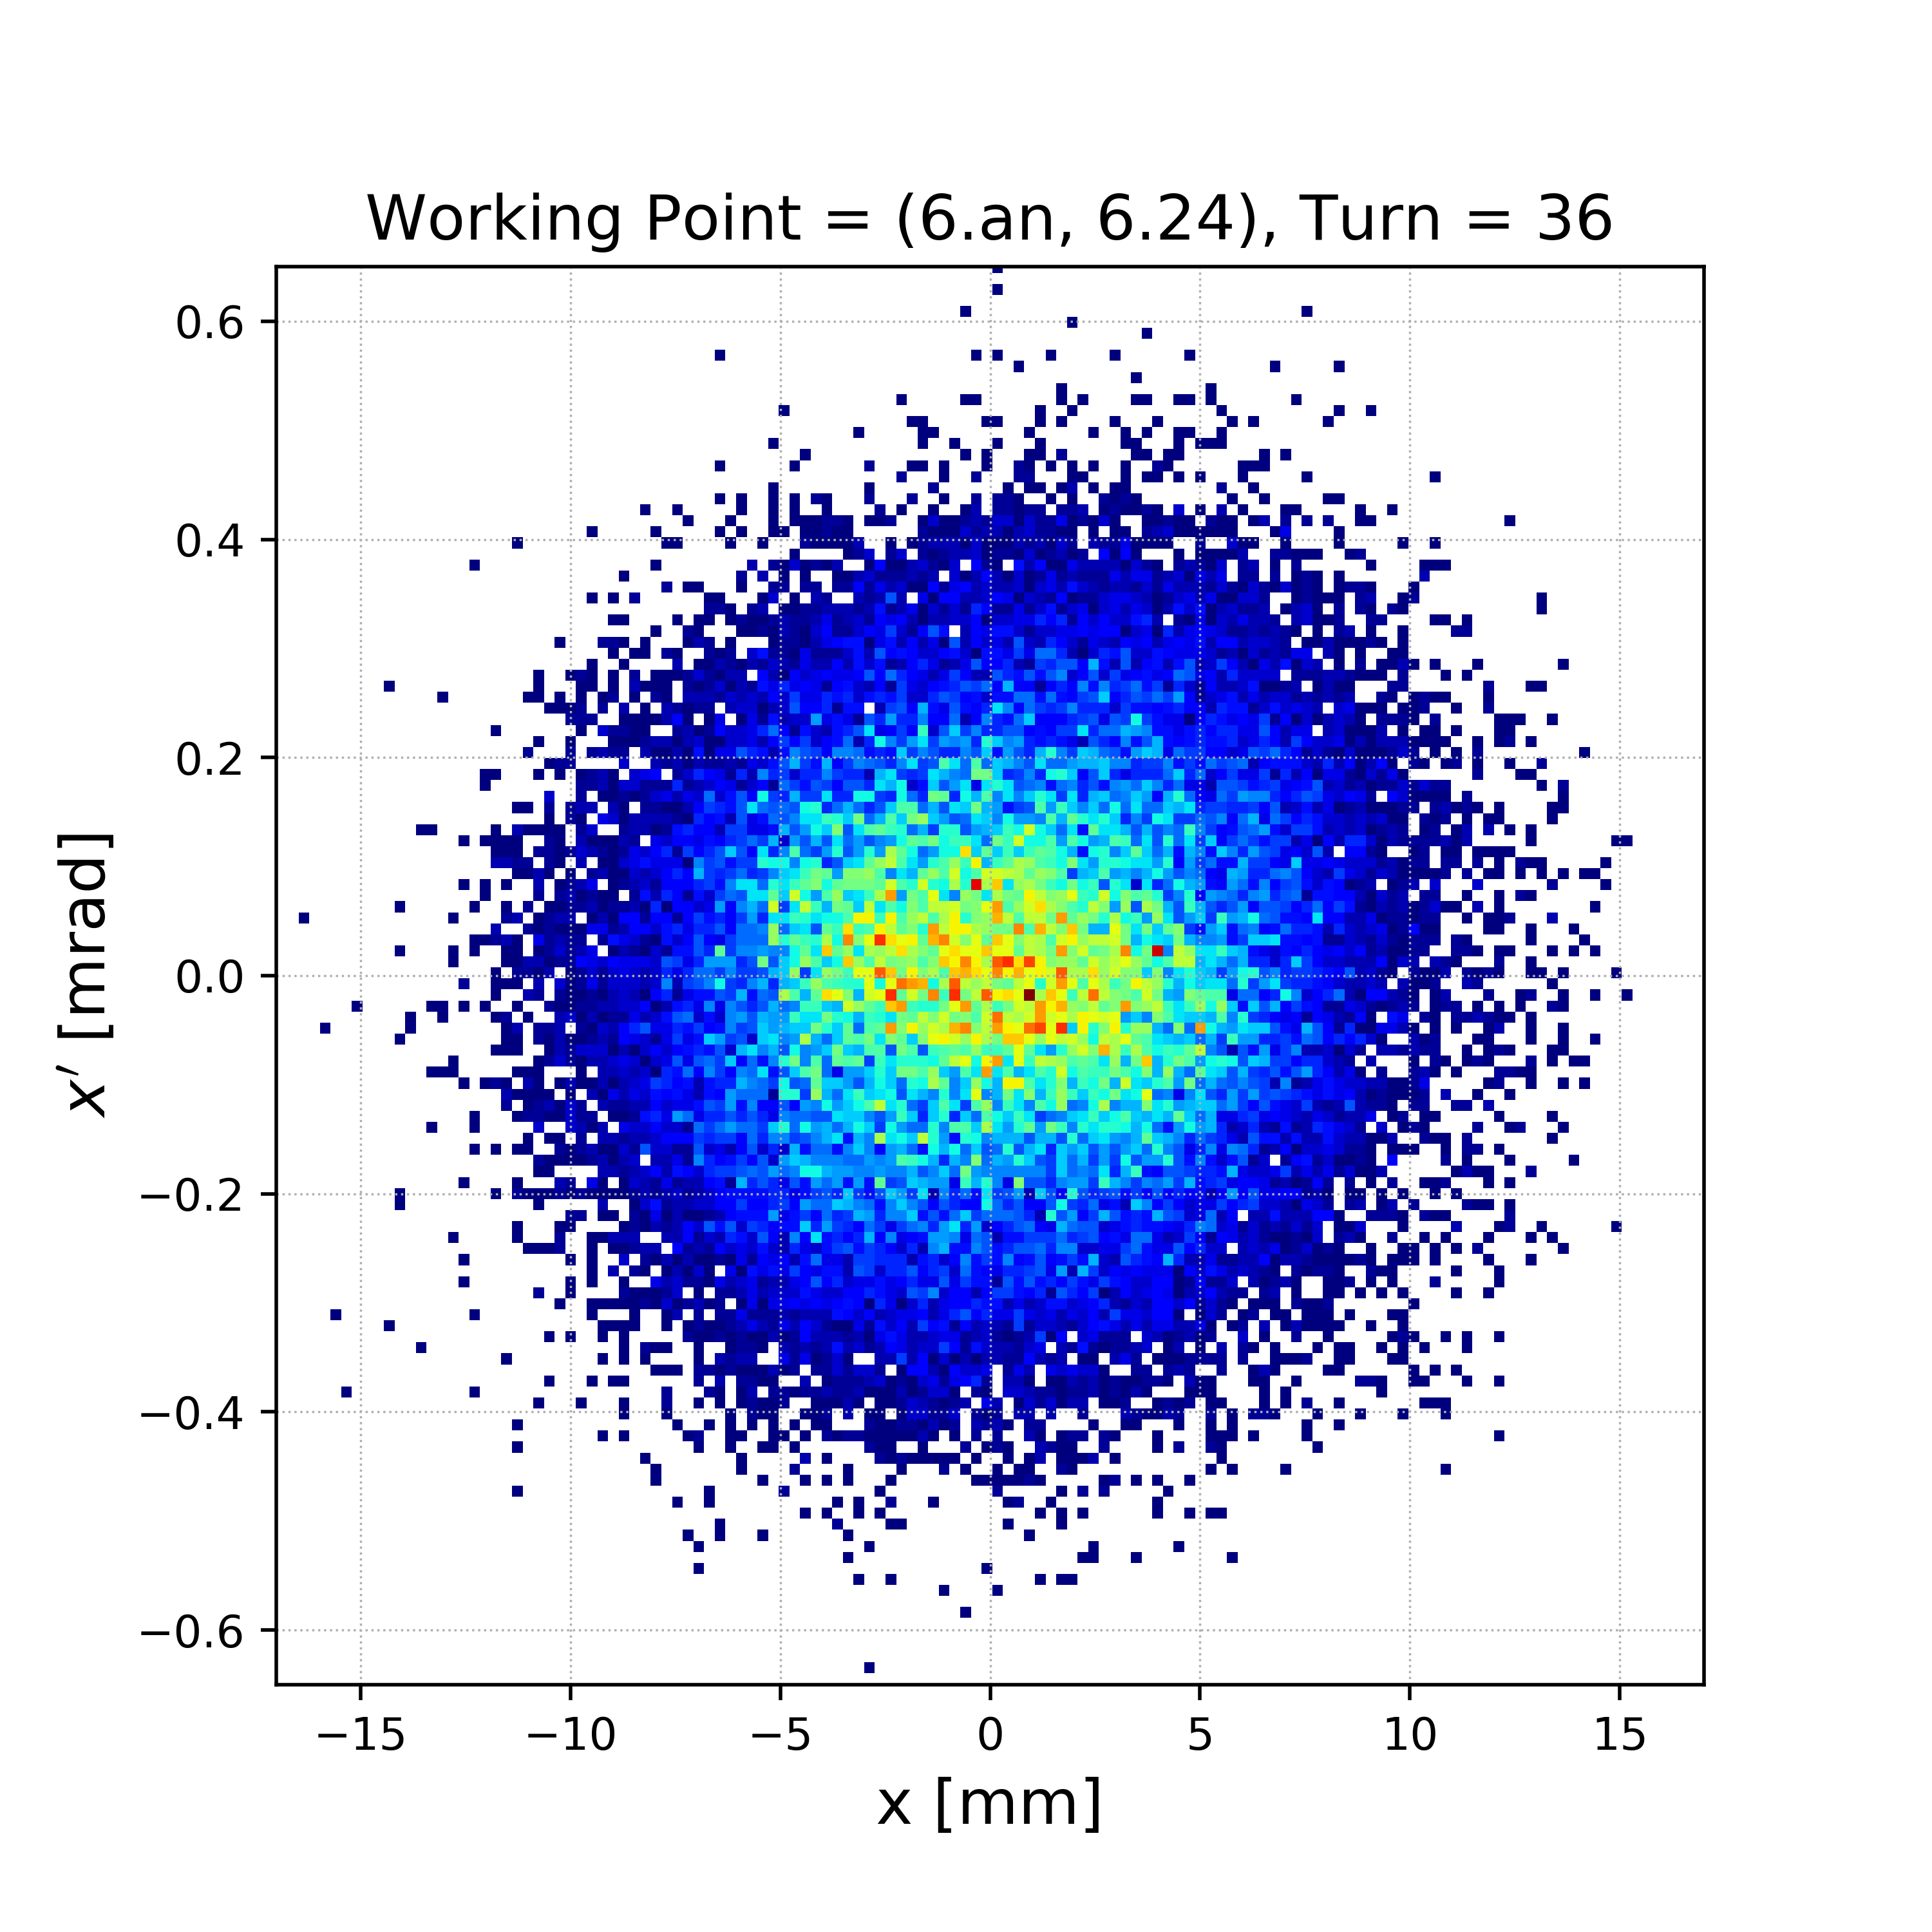 Working Point = (6.an, 6.24), Turn = 36
0.6
0.4
0.2
0.0
−0.2
−0.4
−0.6
x′ [mrad]
−15 −10 −5 0 5 10 15
x [mm]